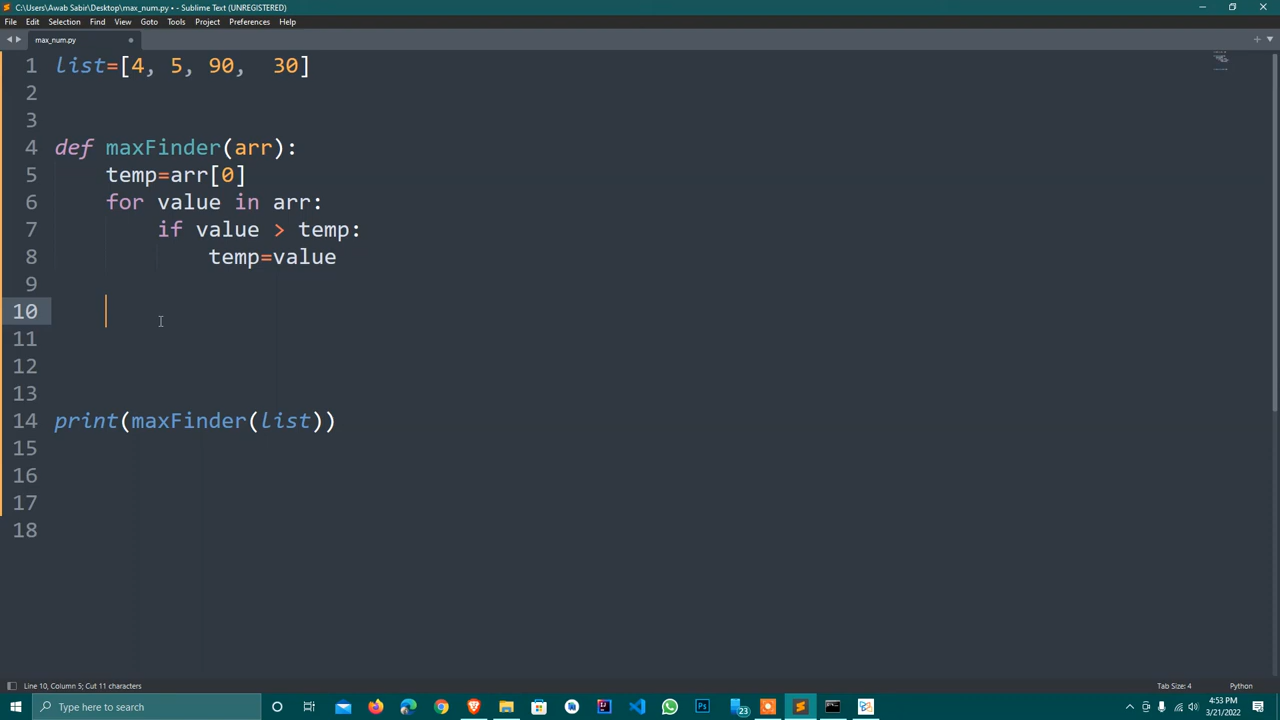 C:\Users\Awab Sabir\Desktop\max_num.py • - Sublime Text (UNREGISTERED)
File Edit Selection Find View Goto Tools Project Preferences Help
max_num.py
1 list=[4, 5, 90,  30]
2
3
4 def maxFinder(arr):
5     temp=arr[0]
6     for value in arr:
7         if value > temp:
8             temp=value
9
10
11
12
13
14 print(maxFinder(list))
15
16
17
18
Line 10, Column 5; Cut 11 characters
Tab Size: 4
Python
Type here to search
23
4:53 PM
3/21/2022